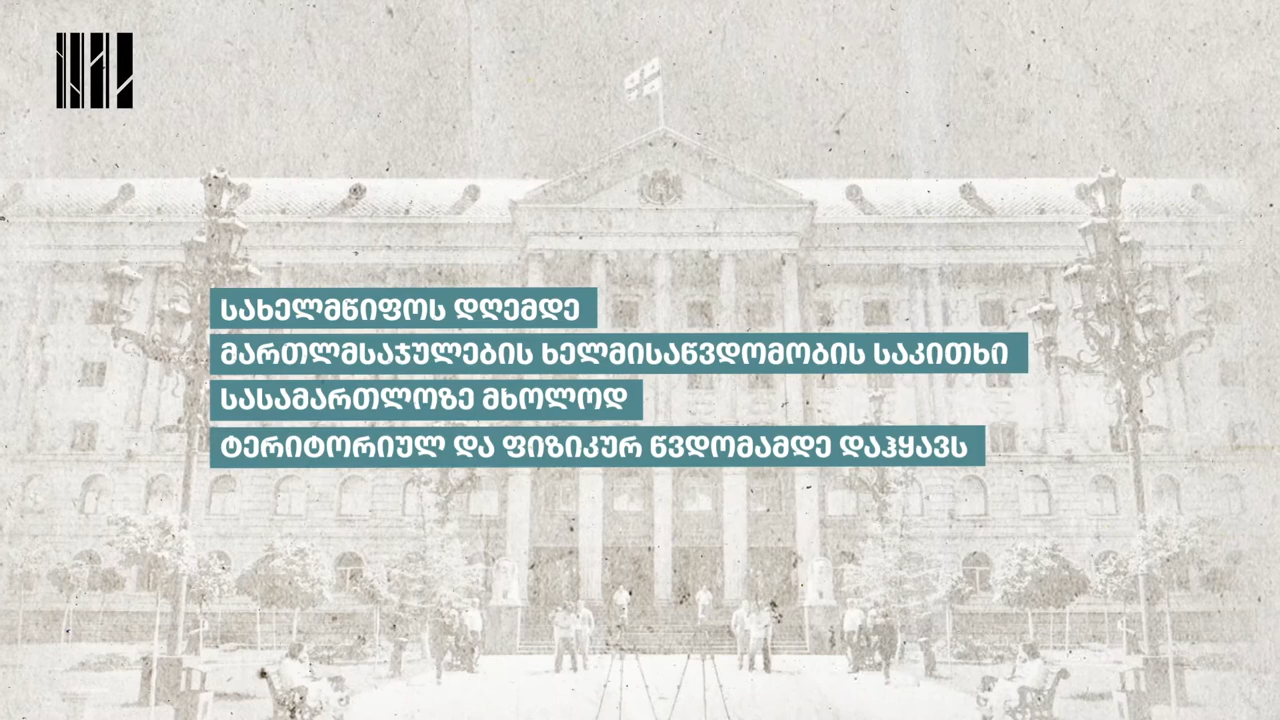 სახელმწიფოს დღემდე
მართლმსაჯულების ხელმისაწვდომობის საკითხი
სასამართლოზე მხოლოდ
ტერიტორიულ და ფიზიკურ წვდომამდე დაჰყავს